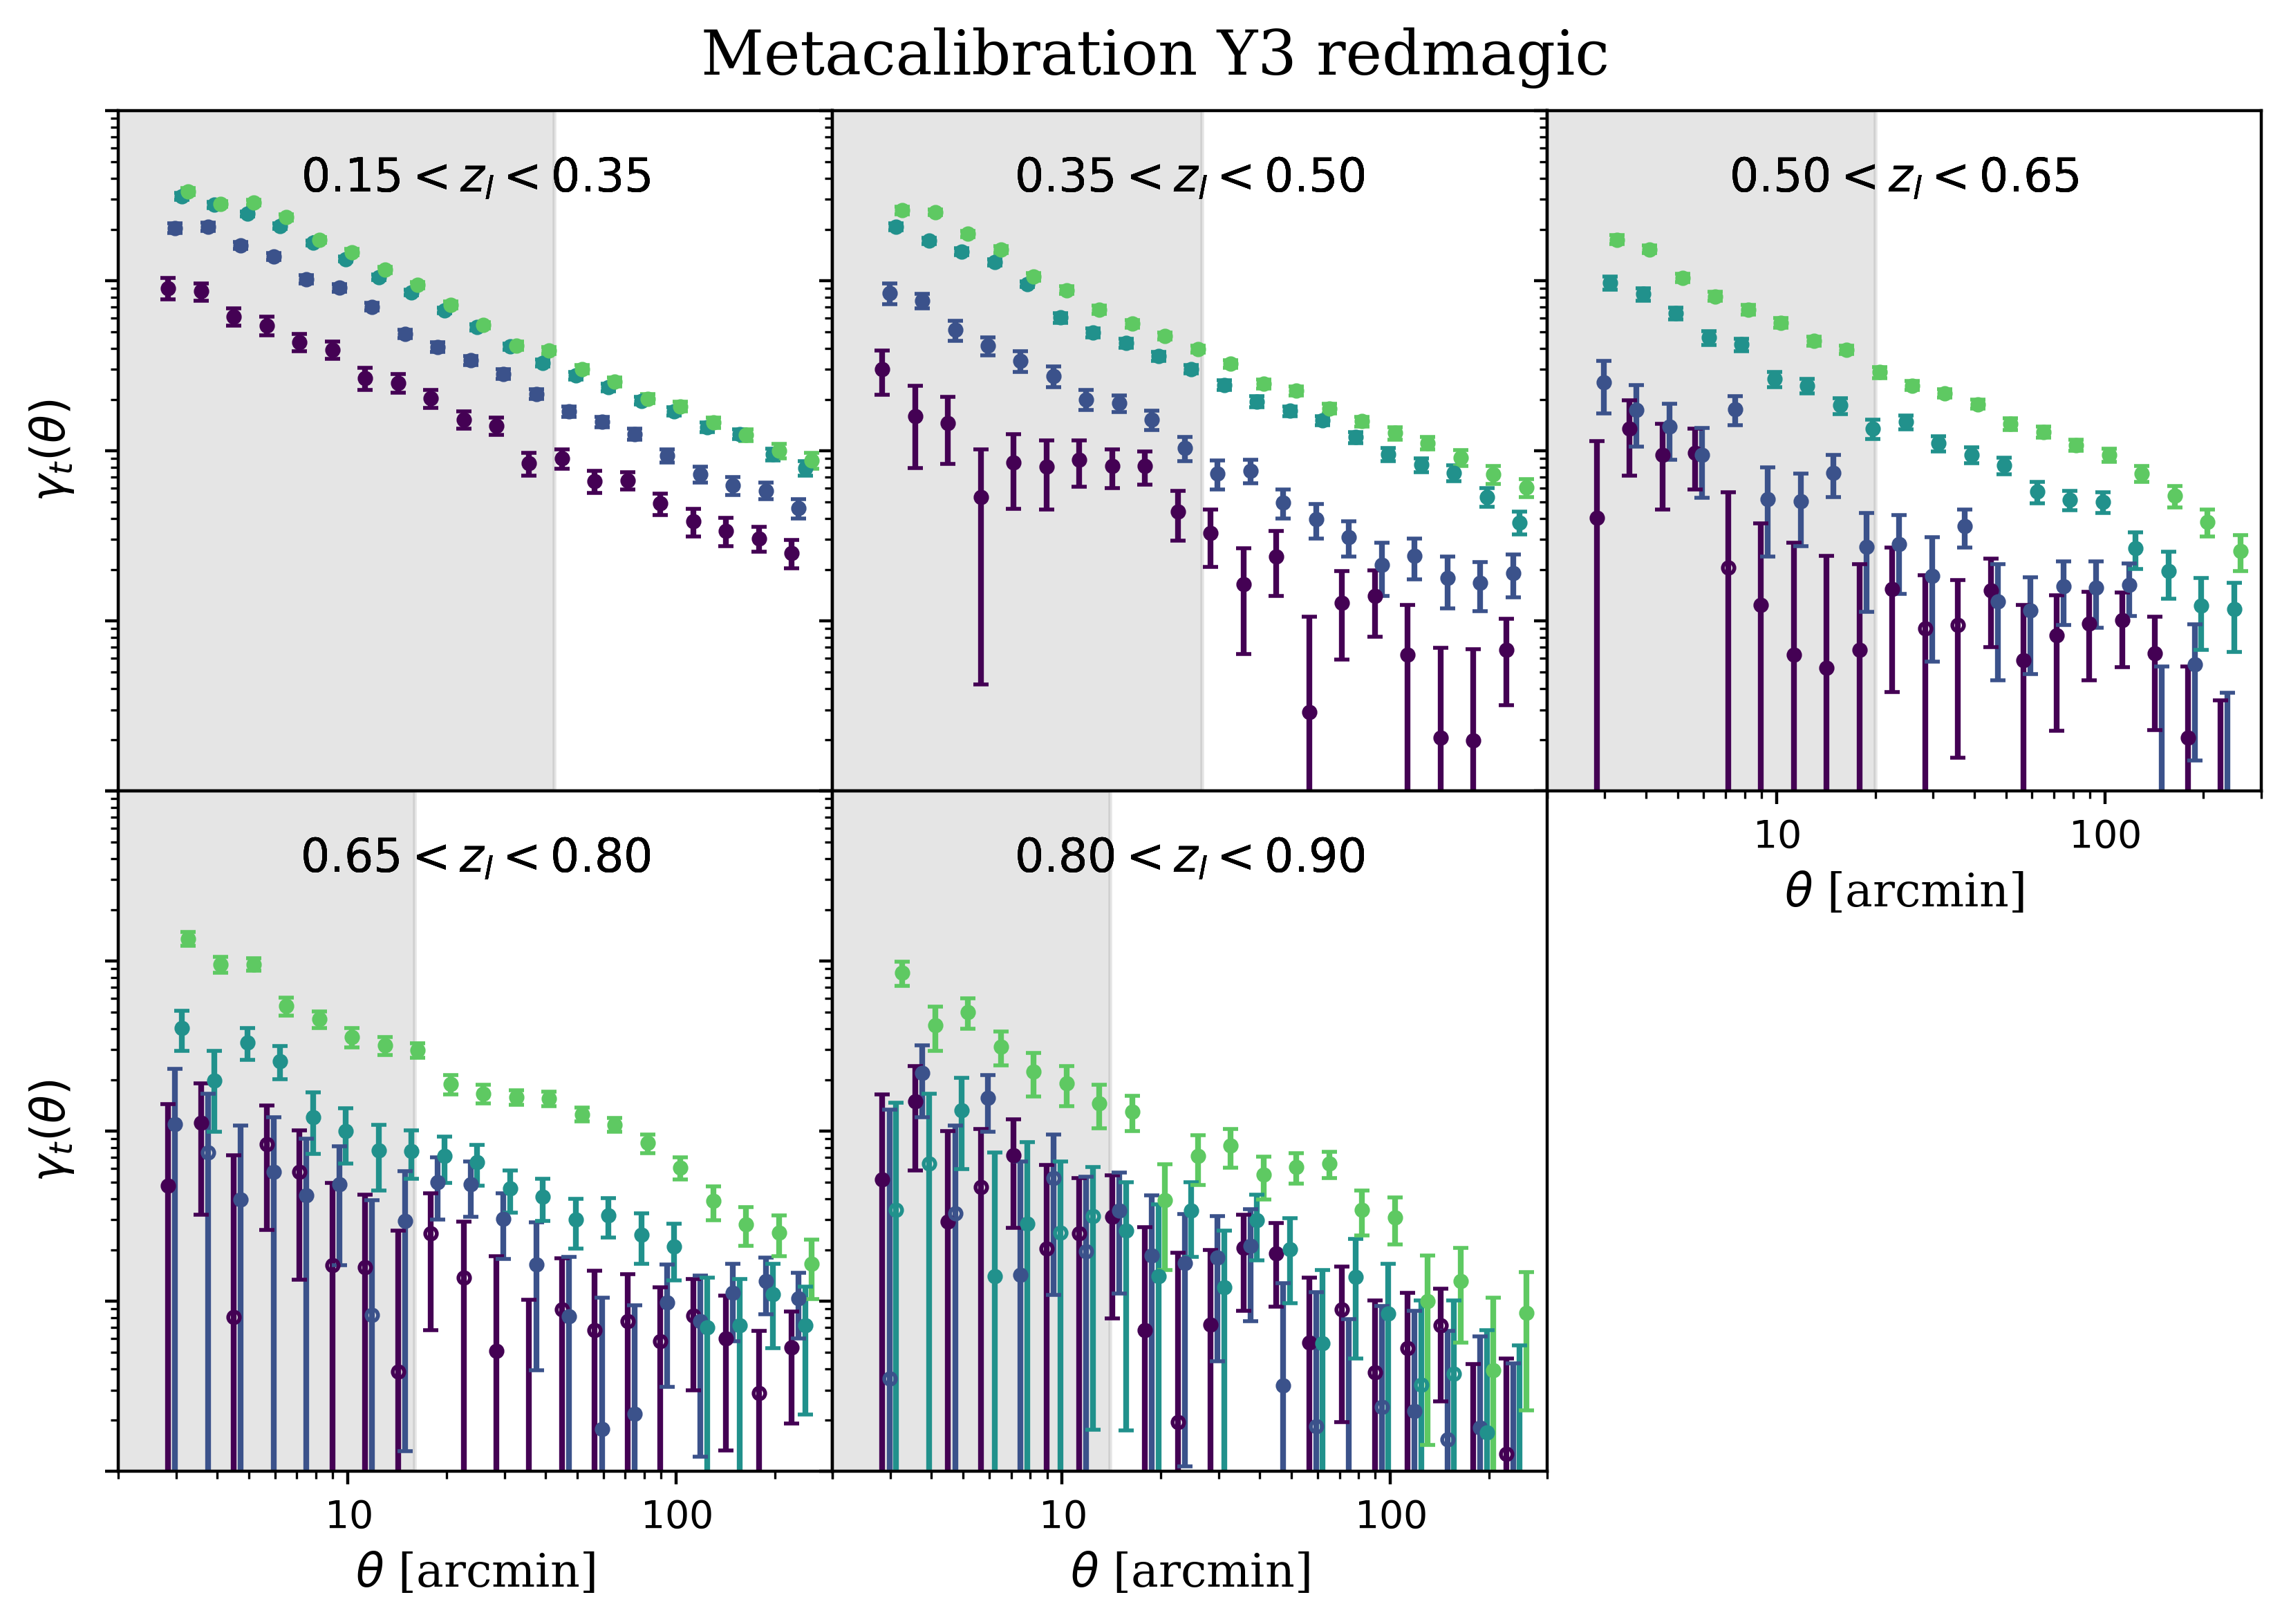 Metacalibration Y3 redmagic
0.15 < z_l < 0.35
0.35 < z_l < 0.50
0.50 < z_l < 0.65
γ_t(θ)
10 100
θ [arcmin]
0.65 < z_l < 0.80
0.80 < z_l < 0.90
γ_t(θ)
10 100
10 100
θ [arcmin]
θ [arcmin]